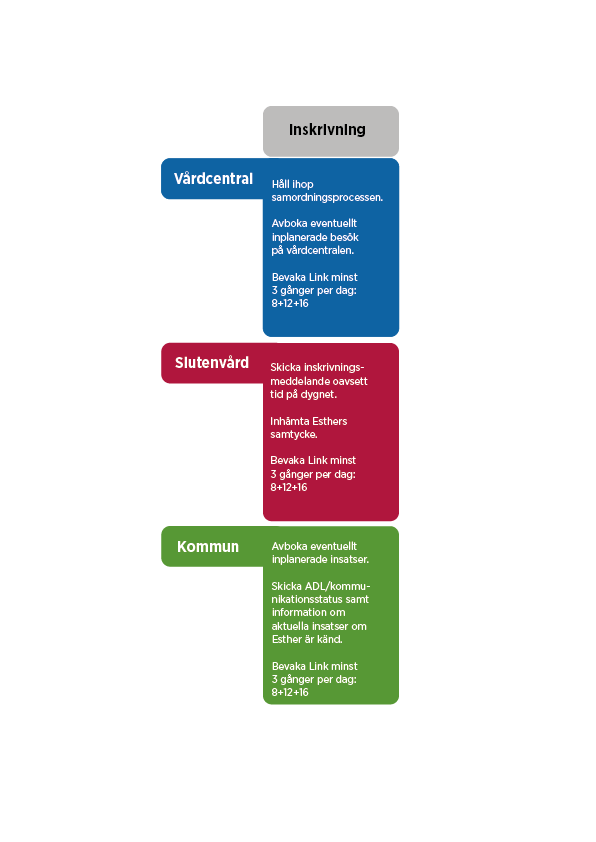 Inskrivning
Vårdcentral
Håll ihop
samordningsprocessen.
Avboka eventuellt
inplanerade besök
på vårdcentralen.
Bevaka Link minst
3 gånger per dag:
8+12+16
Slutenvård
Skicka inskrivnings-
meddelande oavsett
tid på dygnet.
Inhämta Esthers
samtycke.
Bevaka Link minst
3 gånger per dag:
8+12+16
Kommun
Avboka eventuellt
inplanerade insatser.
Skicka ADL/kommu-
nikationsstatus samt
information om
aktuella insatser om
Esther är känd.
Bevaka Link minst
3 gånger per dag:
8+12+16